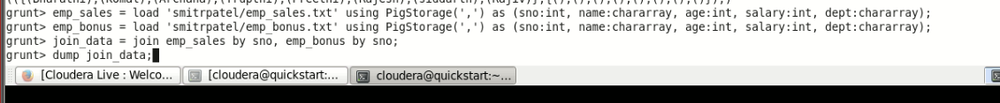 grunt> emp_sales = load 'smitrpatel/emp_sales.txt' using PigStorage(',') as (sno:int, name:chararray, age:int, salary:int, dept:chararray);
grunt> emp_bonus = load 'smitrpatel/emp_bonus.txt' using PigStorage(',') as (sno:int, name:chararray, age:int, salary:int, dept:chararray);
grunt> join_data = join emp_sales by sno, emp_bonus by sno;
grunt> dump join_data;
[Cloudera Live : Welco... [cloudera@quickstart:... cloudera@quickstart:~...